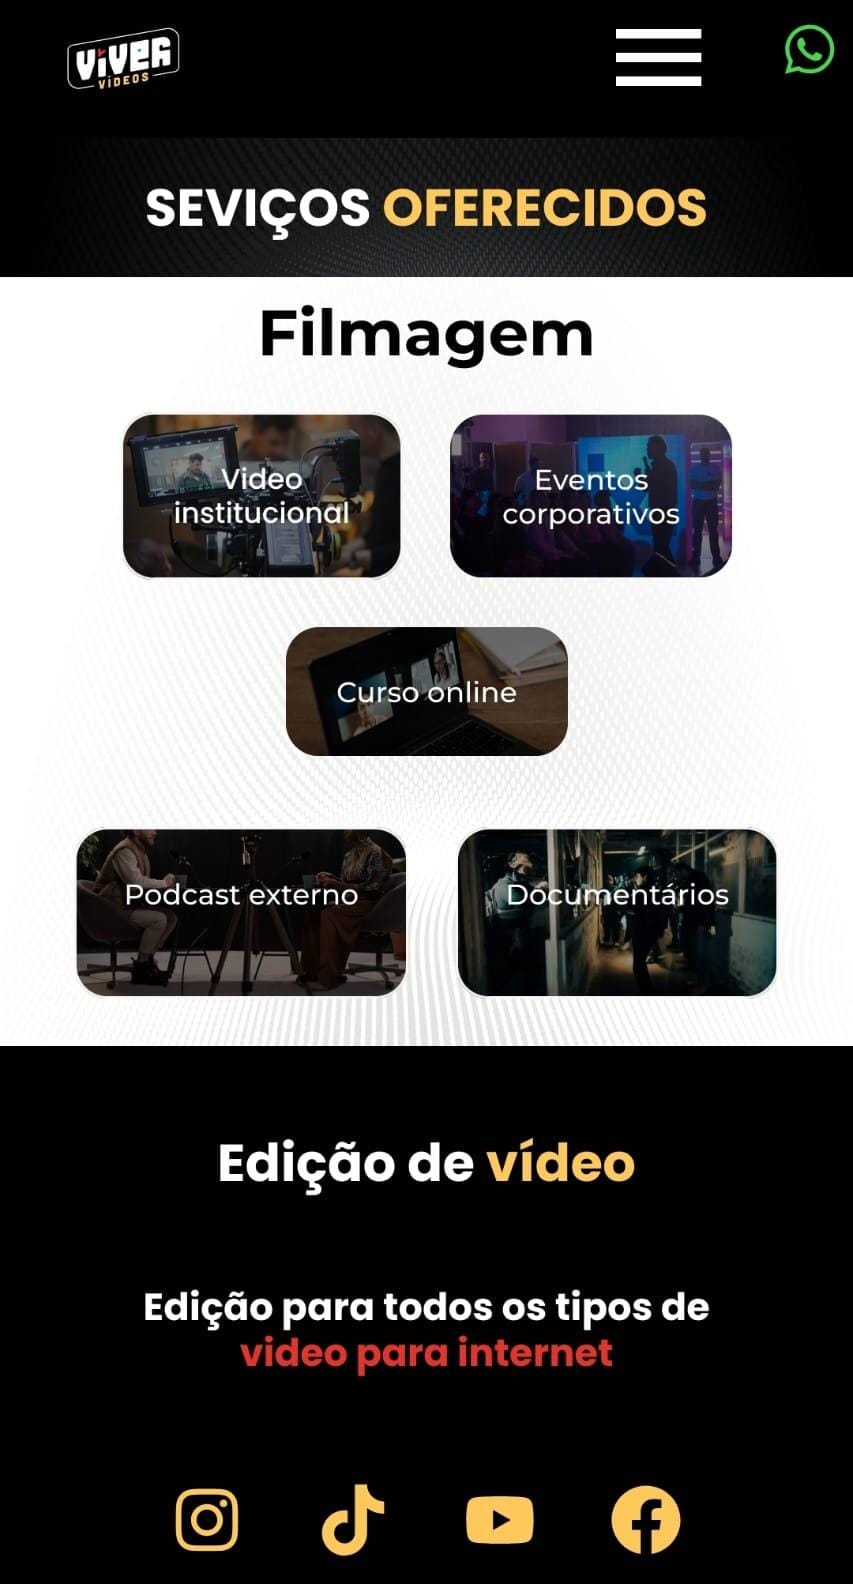 VIVER
VÍDEOS
SEVIÇOS OFERECIDOS
Filmagem
Video
institucional
Eventos
corporativos
Curso online
Podcast externo
Documentários
Edição de vídeo
Edição para todos os tipos de
video para internet